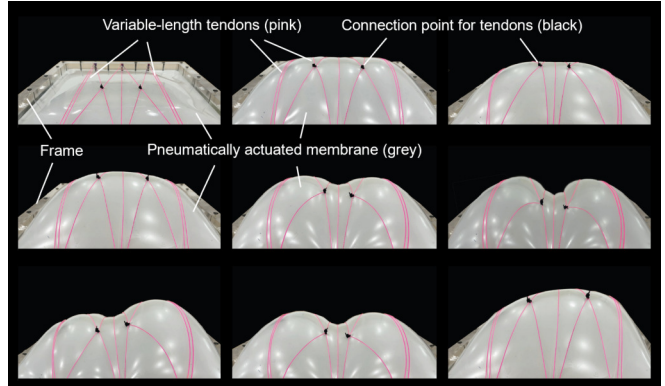 Variable-length tendons (pink)
Connection point for tendons (black)
Frame
Pneumatically actuated membrane (grey)